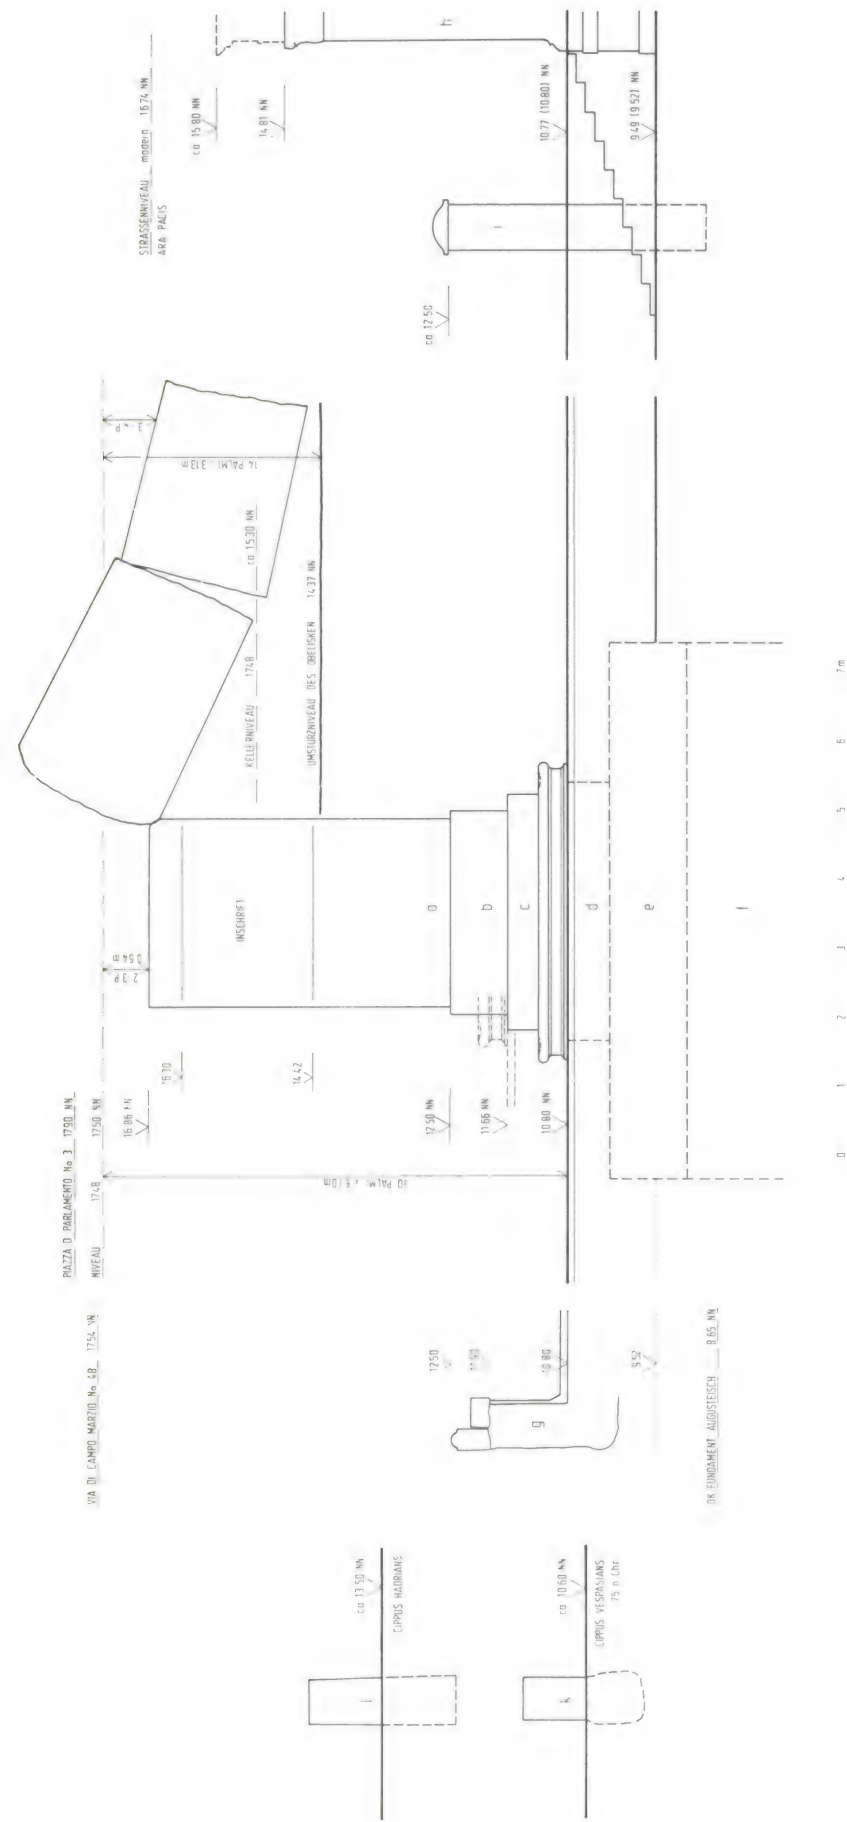 CIPPUS HADRIANS
ca 13.50 NN
l
CIPPUS VESPASIANS
75 n Chr
ca 10.60 NN
k
VIA DI CAMPO MARZIO No 48 17.54 NN
12.50
10.80
9.52
g
OK FUNDAMENT AUGUSTEISCH 8.65 NN
PIAZZA D PARLAMENTO No 3 17.90 NN
NIVEAU 1748 17.50 NN
16.86 NN
16.30
14.42
12.50 NN
11.66 NN
10.80 NN
2-3 P
0.54 m
INSCHRIFT
a
b
c
d
e
f
KELLERNIVEAU 1748 ca 15.30 NN
UMSTÜRZNIVEAU DES OBELISKEN 14.37 NN
14 PALMI 3.13 m
0 1 2 3 4 5 6 7 m
STRASSENNIVEAU modern 16.74 NN
ARA PACIS
ca 15.80 NN
14.81 NN
ca 12.50
10.77 (10.80) NN
9.49 (9.52) NN
i
h